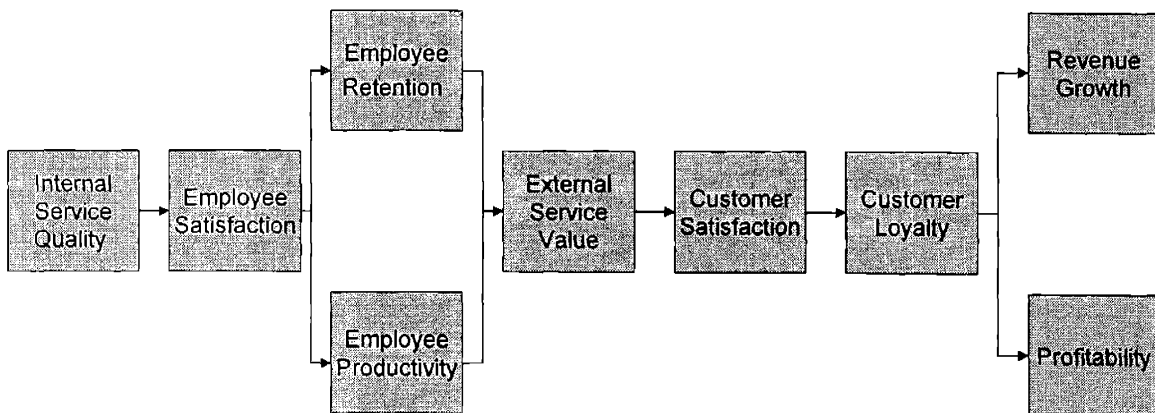 Internal
Service
Quality
Employee
Satisfaction
Employee
Retention
Employee
Productivity
External
Service
Value
Customer
Satisfaction
Customer
Loyalty
Revenue
Growth
Profitability